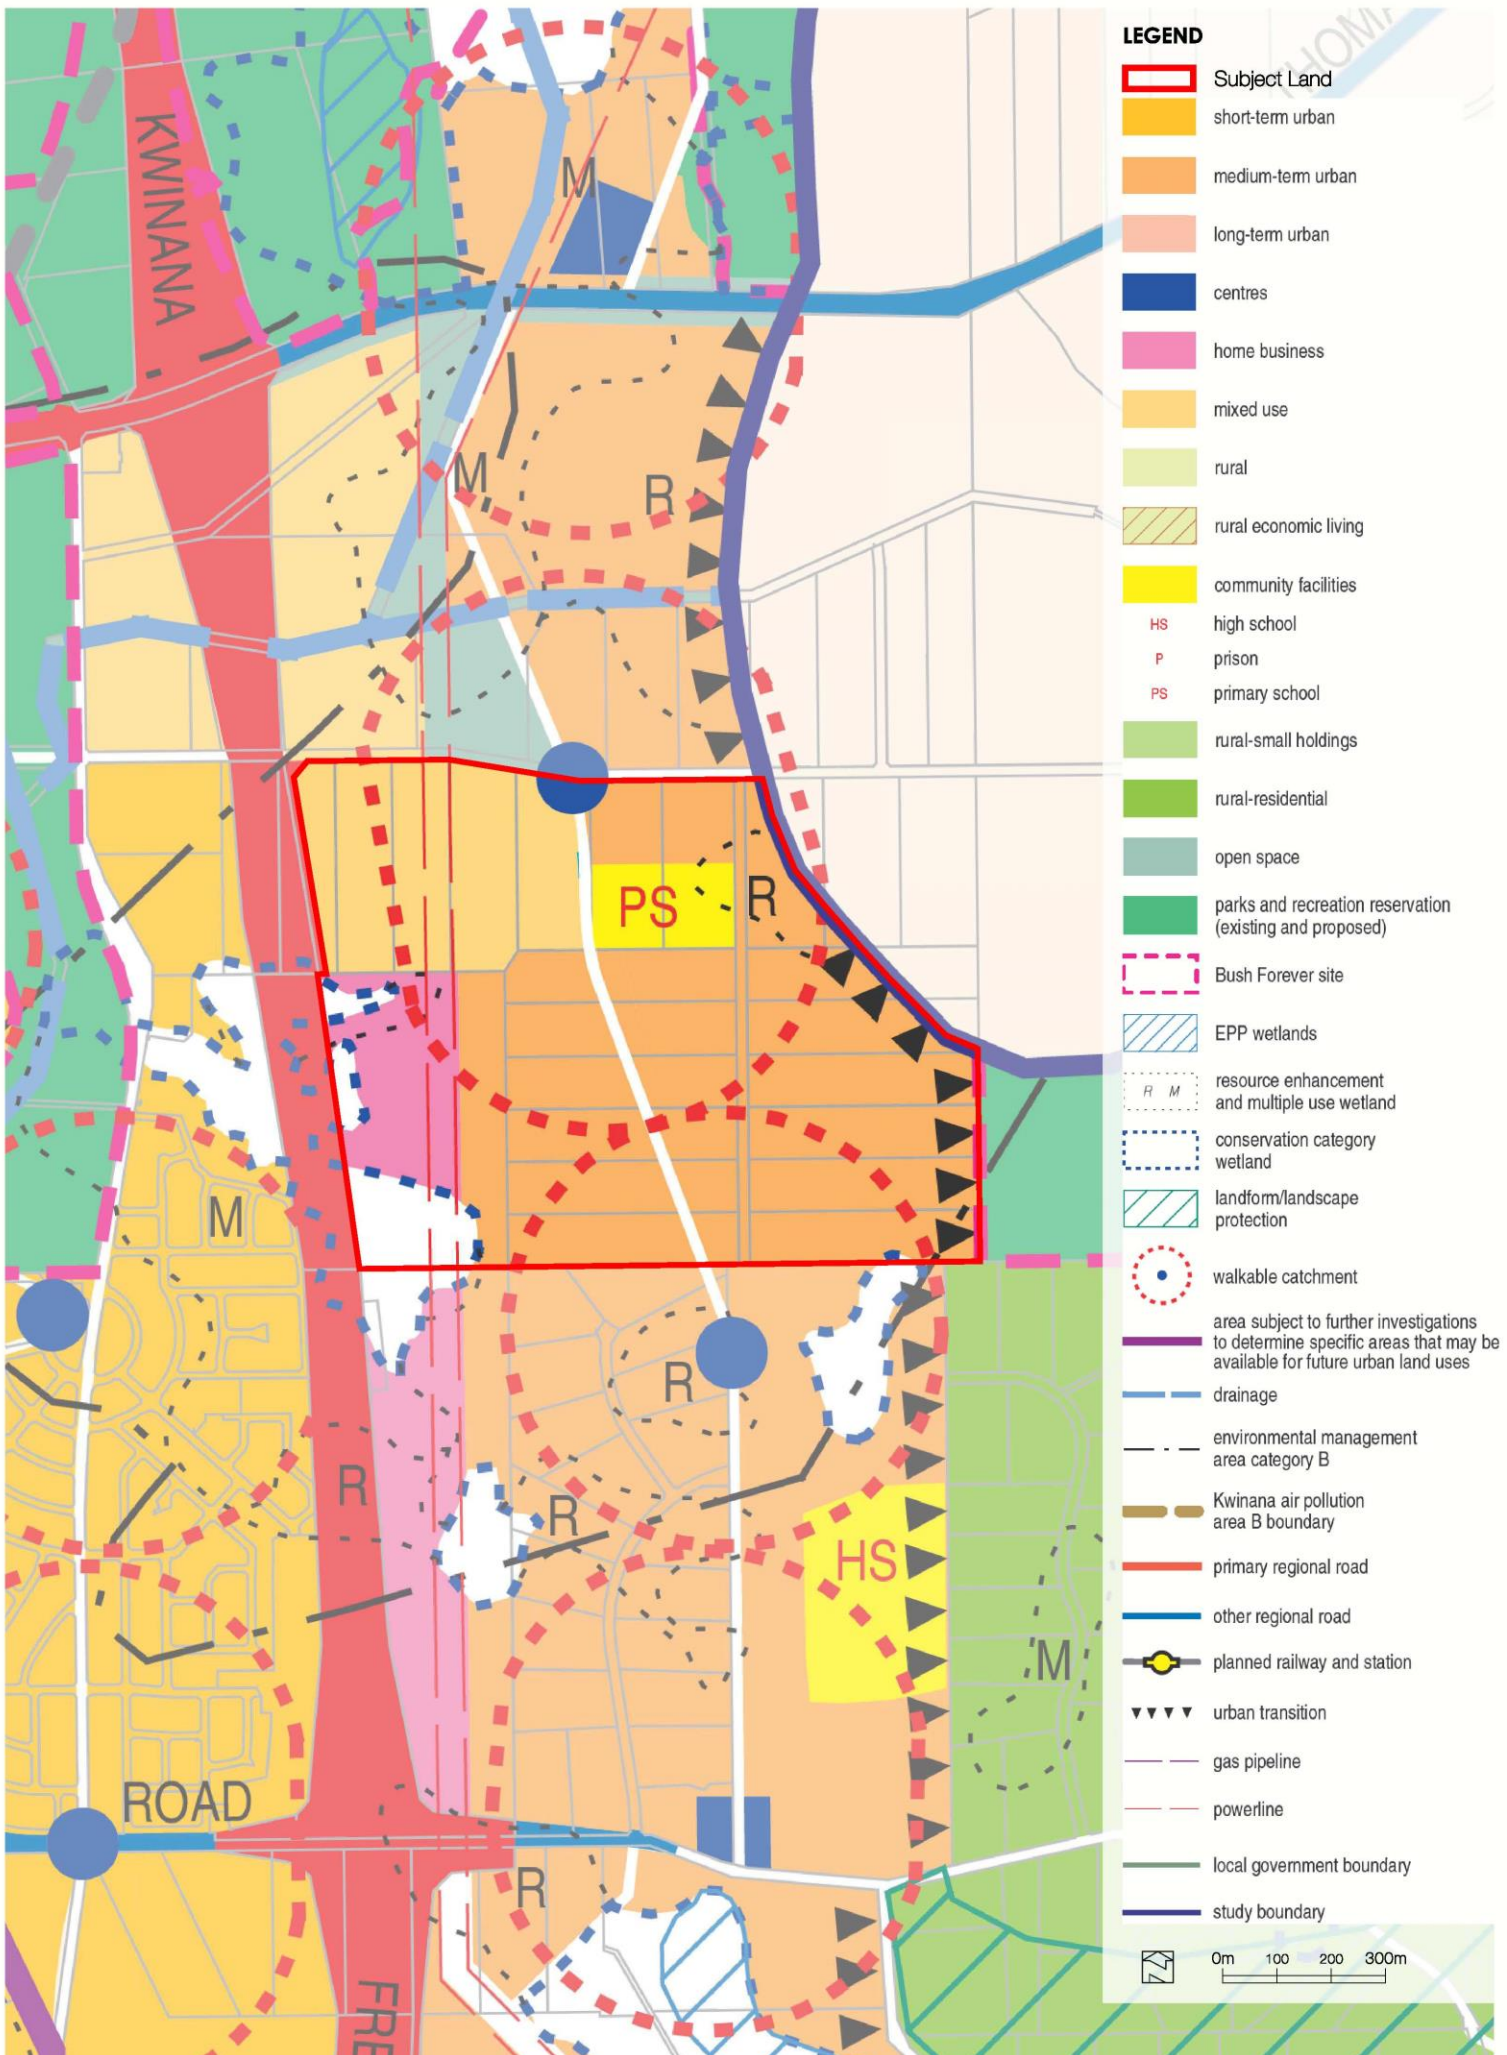 KWINANA
M
M
R
PS
R
M
R
R
R
HS
M
ROAD
R
FRE
THOMA
LEGEND
Subject Land
short-term urban
medium-term urban
long-term urban
centres
home business
mixed use
rural
rural economic living
community facilities
HS high school
P prison
PS primary school
rural-small holdings
rural-residential
open space
parks and recreation reservation
(existing and proposed)
Bush Forever site
EPP wetlands
R M resource enhancement
and multiple use wetland
conservation category
wetland
landform/landscape
protection
walkable catchment
area subject to further investigations
to determine specific areas that may be
available for future urban land uses
drainage
environmental management
area category B
Kwinana air pollution
area B boundary
primary regional road
other regional road
planned railway and station
urban transition
gas pipeline
powerline
local government boundary
study boundary
0m 100 200 300m